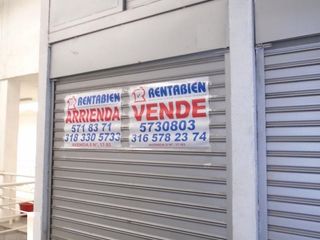 RENTABIEN
ARRIENDA
571 83 71
318 330 5733
RENTABIEN
VENDE
5730803
316 578 23 74